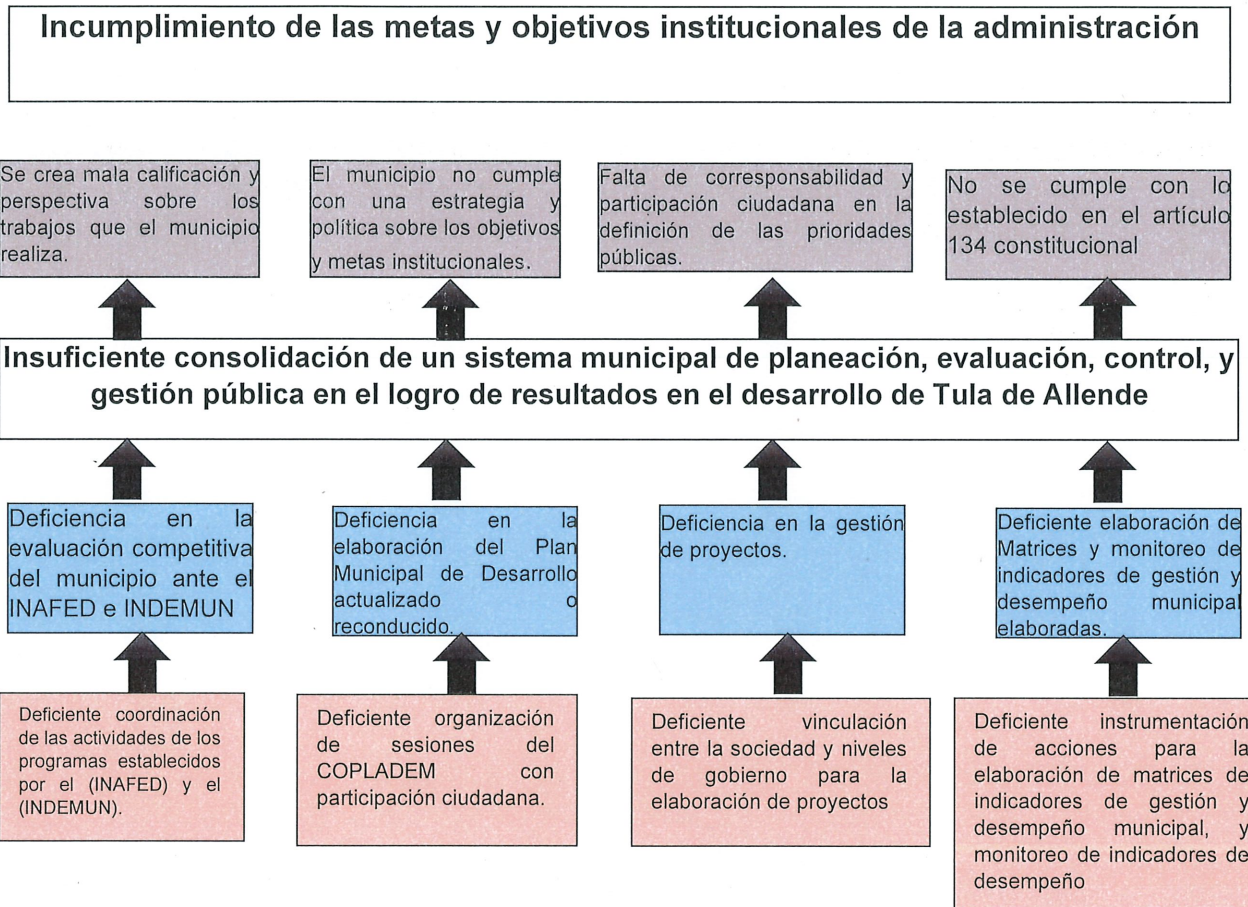 Incumplimiento de las metas y objetivos institucionales de la administración
Se crea mala calificación y
perspectiva sobre los
trabajos que el municipio
realiza.
El municipio no cumple
con una estrategia y
política sobre los objetivos
y metas institucionales.
Falta de corresponsabilidad y
participación ciudadana en la
definición de las prioridades
públicas.
No se cumple con lo
establecido en el artículo
134 constitucional
Insuficiente consolidación de un sistema municipal de planeación, evaluación, control, y
gestión pública en el logro de resultados en el desarrollo de Tula de Allende
Deficiencia en la
evaluación competitiva
del municipio ante el
INAFED e INDEMUN
Deficiencia en la
elaboración del Plan
Municipal de Desarrollo
actualizado o
reconducido.
Deficiencia en la gestión
de proyectos.
Deficiente elaboración de
Matrices y monitoreo de
indicadores de gestión y
desempeño municipal
elaboradas.
Deficiente coordinación
de las actividades de los
programas establecidos
por el (INAFED) y el
(INDEMUN).
Deficiente organización
de sesiones del
COPLADEM con
participación ciudadana.
Deficiente vinculación
entre la sociedad y niveles
de gobierno para la
elaboración de proyectos
Deficiente instrumentación
de acciones para la
elaboración de matrices de
indicadores de gestión y
desempeño municipal, y
monitoreo de indicadores de
desempeño